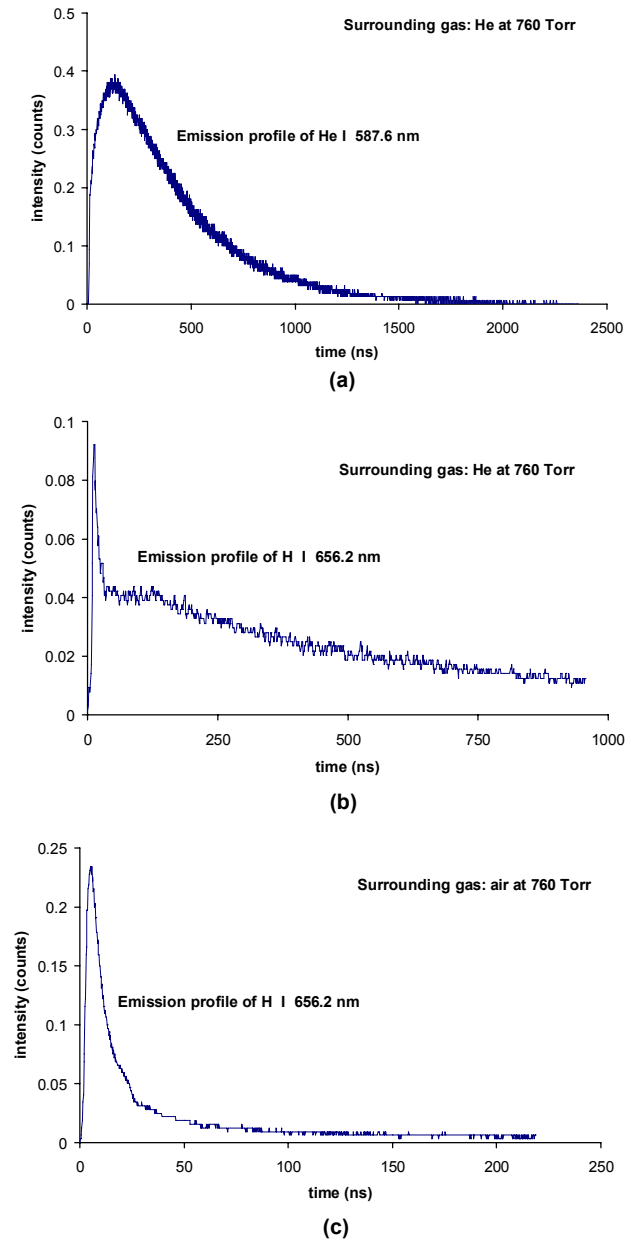 0.5
Surrounding gas: He at 760 Torr
0.4
0.3
Emission profile of He I 587.6 nm
0.2
0.1
0
intensity (counts)
0 500 1000 1500 2000 2500
time (ns)
(a)
0.1
0.08
Surrounding gas: He at 760 Torr
0.06
Emission profile of H I 656.2 nm
0.04
0.02
0
intensity (counts)
0 250 500 750 1000
time (ns)
(b)
0.25
Surrounding gas: air at 760 Torr
0.2
0.15
Emission profile of H I 656.2 nm
0.1
0.05
0
intensity (counts)
0 50 100 150 200 250
time (ns)
(c)